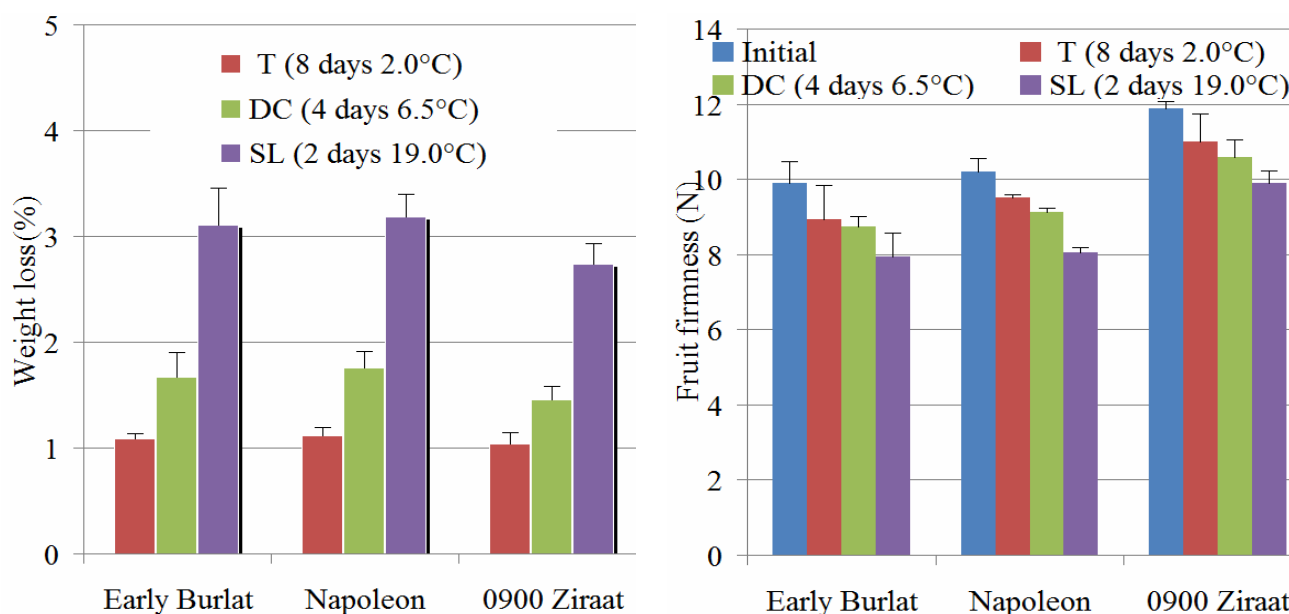 5
4
3
2
1
0
Weight loss(%)
T (8 days 2.0°C)
DC (4 days 6.5°C)
SL (2 days 19.0°C)
Early Burlat Napoleon 0900 Ziraat
14
12
10
8
6
4
2
0
Fruit firmness (N)
Initial T (8 days 2.0°C)
DC (4 days 6.5°C) SL (2 days 19.0°C)
Early Burlat Napoleon 0900 Ziraat